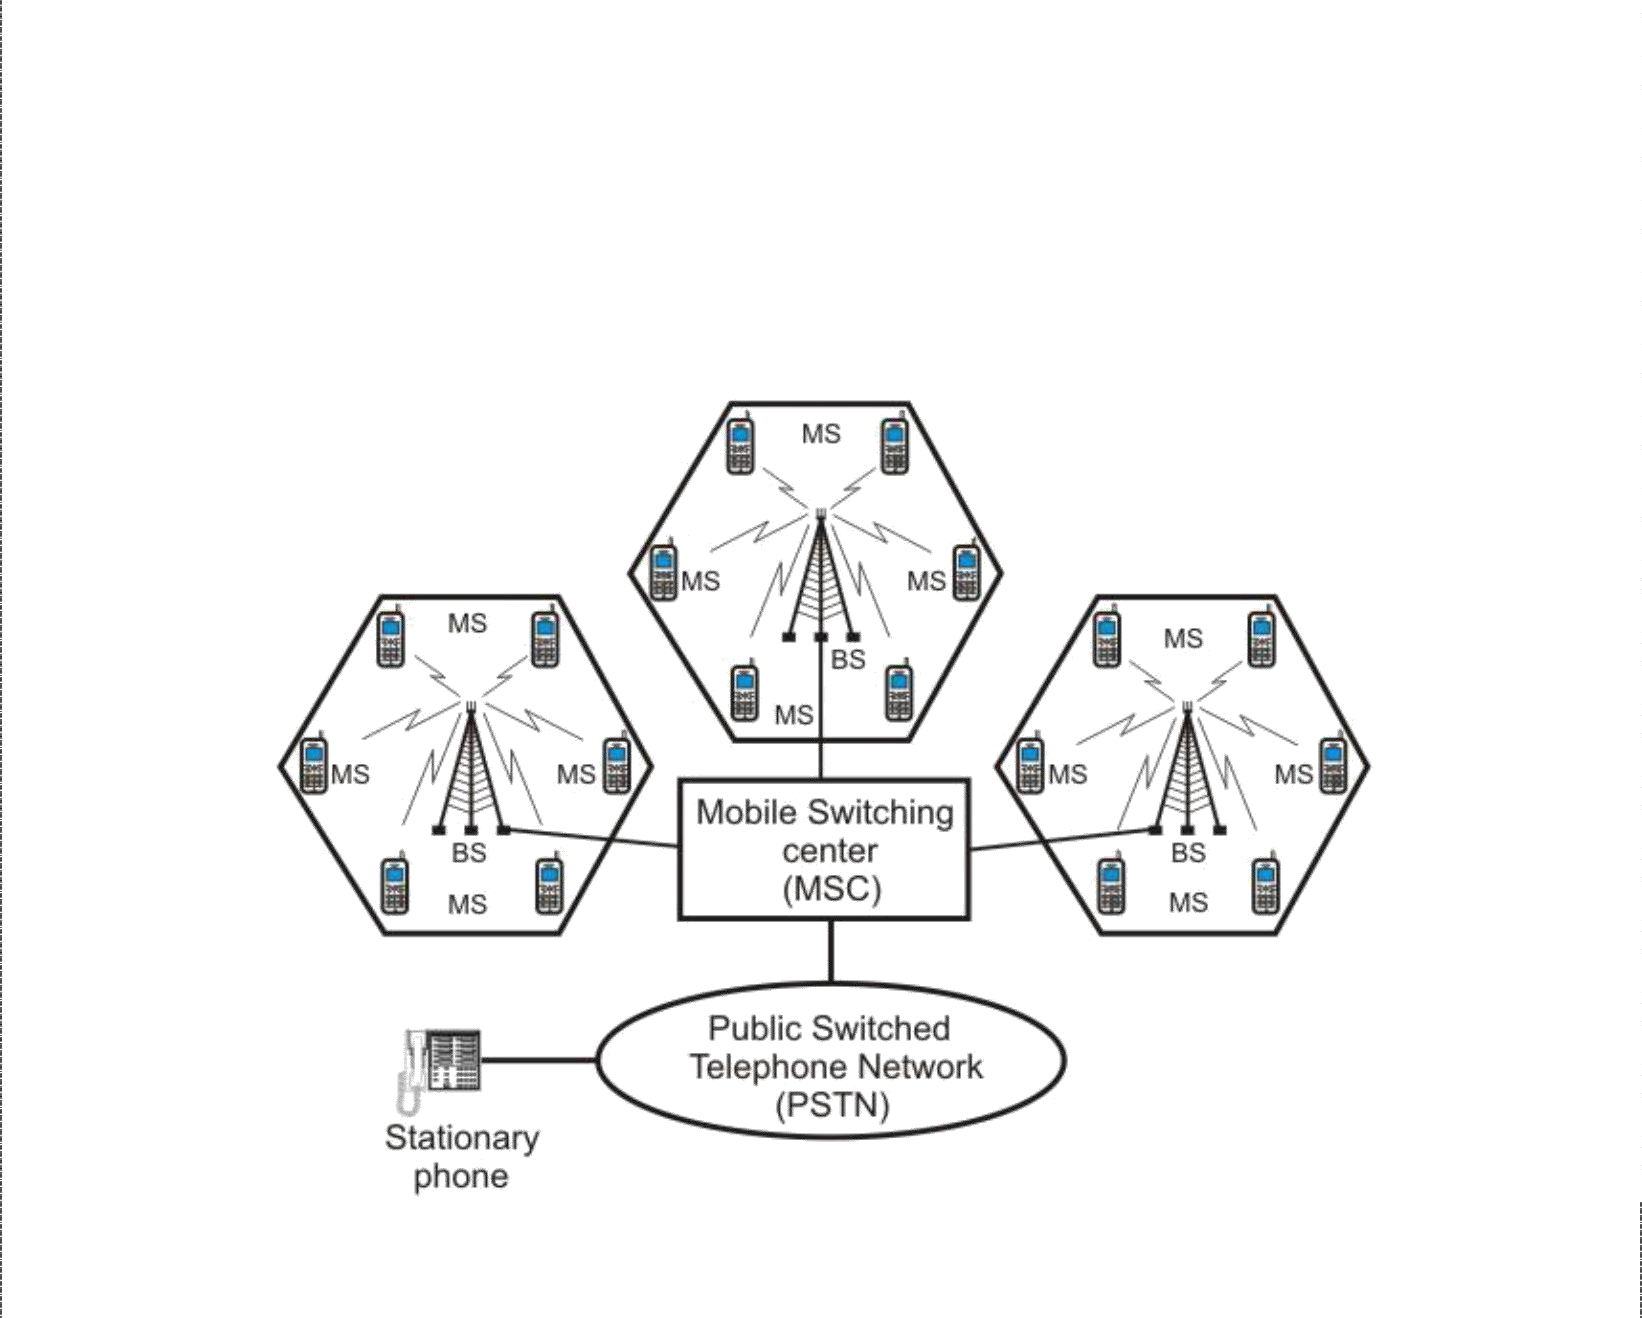 MS
MS
MS
BS
MS
MS
MS
MS
BS
MS
MS
MS
MS
BS
MS
Mobile Switching
center
(MSC)
Public Switched
Telephone Network
(PSTN)
Stationary
phone